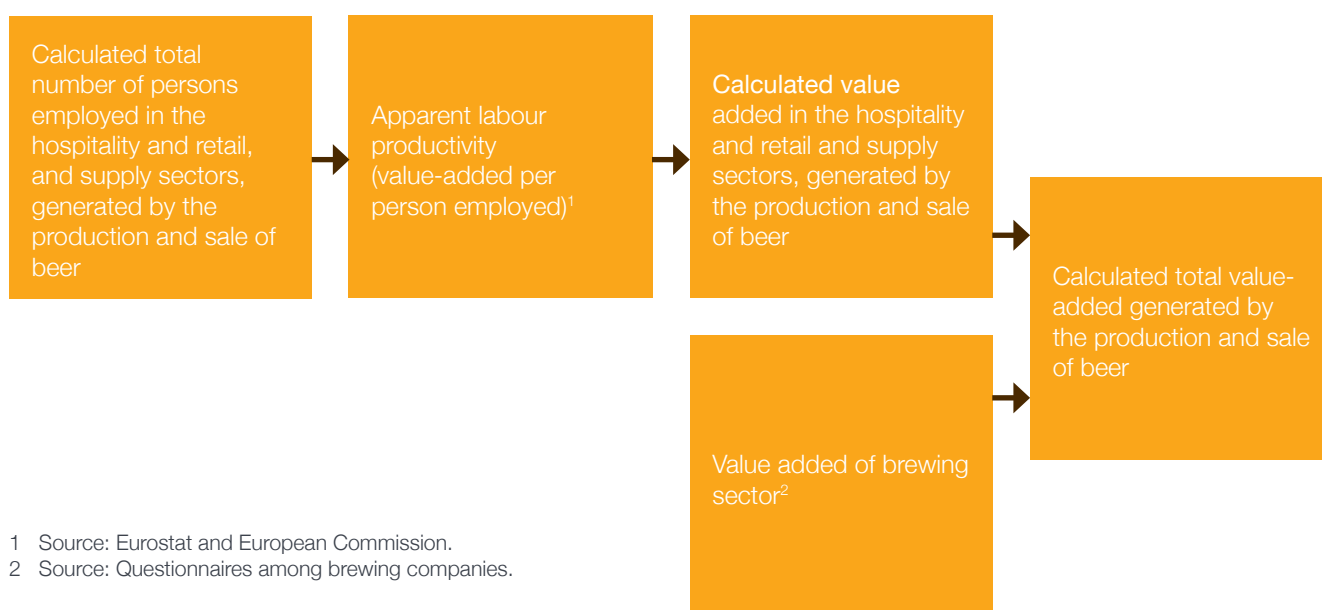 Calculated total
number of persons
employed in the
hospitality and retail,
and supply sectors,
generated by the
production and sale of
beer
Apparent labour
productivity
(value-added per
person employed)1
Calculated value
added in the hospitality
and retail and supply
sectors, generated by
the production and sale
of beer
Calculated total value-
added generated by
the production and sale
of beer
Value added of brewing
sector2
1 Source: Eurostat and European Commission.
2 Source: Questionnaires among brewing companies.